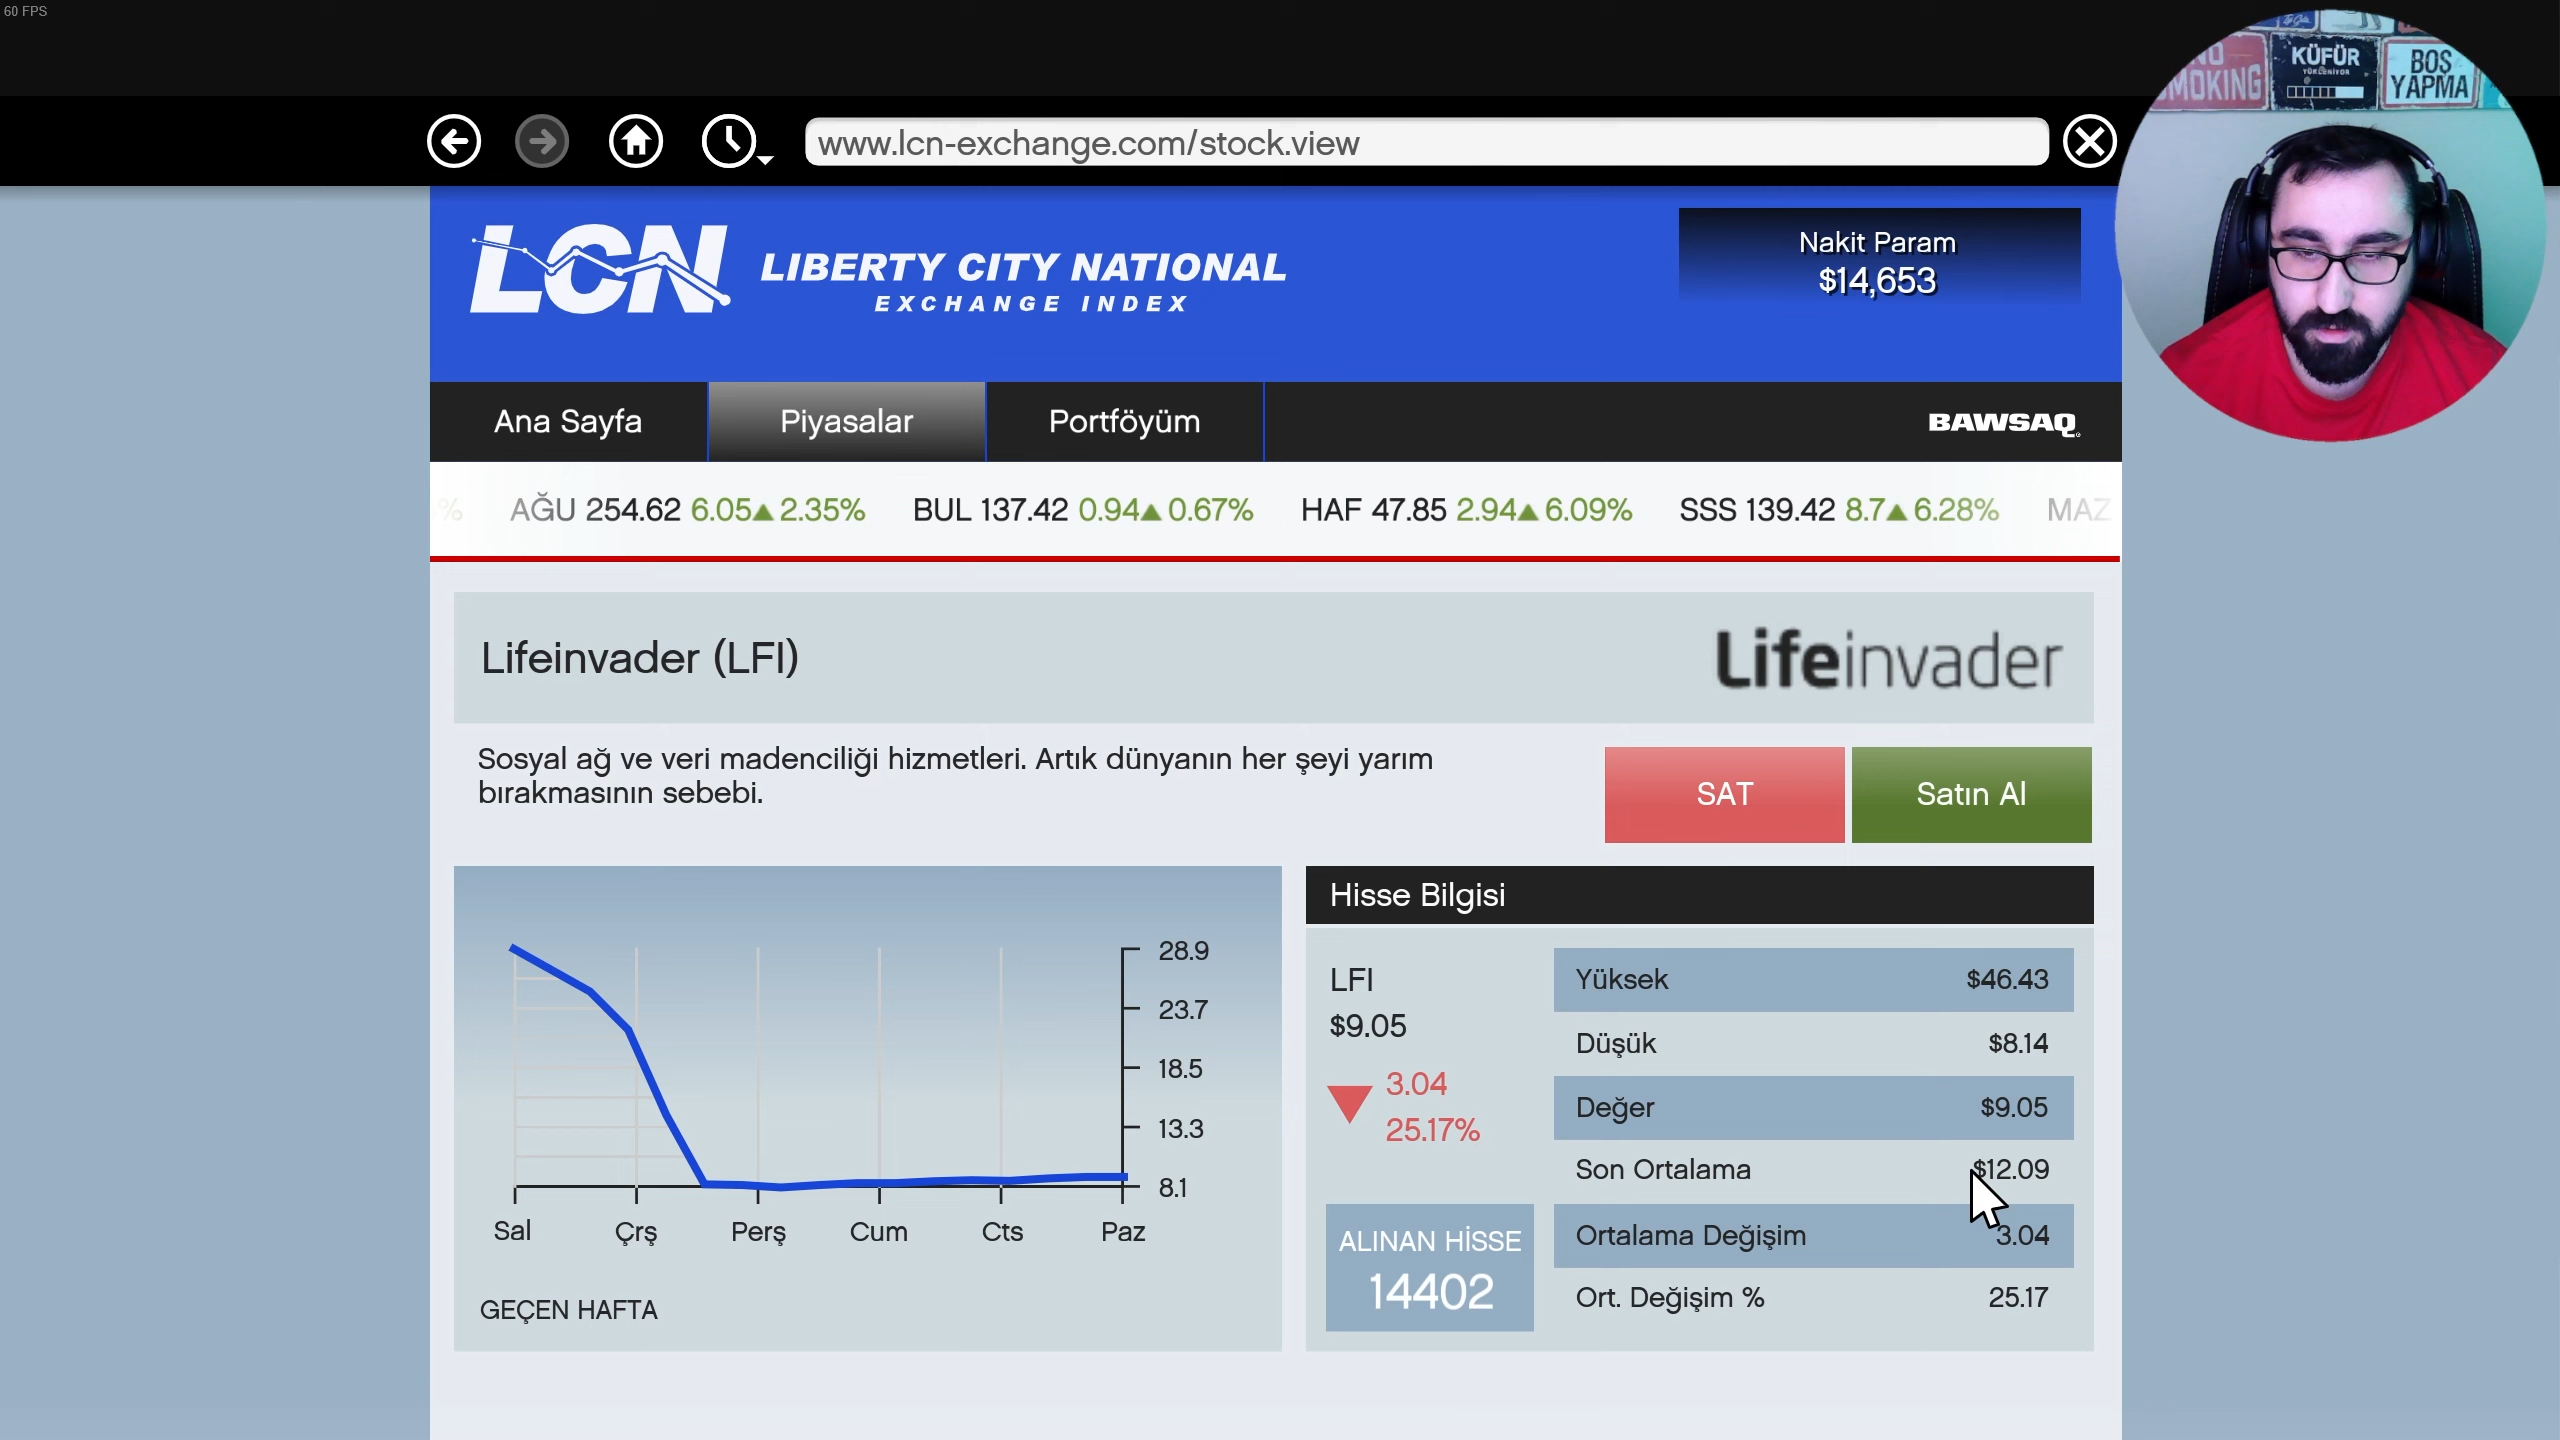 60 FPS
NO SMOKING
KÜFÜR
YÜKLENİYOR
BOŞ YAPMA
www.lcn-exchange.com/stock.view
LCN
LIBERTY CITY NATIONAL
EXCHANGE INDEX
Nakit Param
$14,653
Ana Sayfa
Piyasalar
Portföyüm
BAWSAQ
% AĞU 254.62 6.05▲2.35% BUL 137.42 0.94▲0.67% HAF 47.85 2.94▲6.09% SSS 139.42 8.7▲6.28% MAZ
Lifeinvader (LFI)
Lifeinvader
Sosyal ağ ve veri madenciliği hizmetleri. Artık dünyanın her şeyi yarım
bırakmasının sebebi.
SAT
Satın Al
28.9
23.7
18.5
13.3
8.1
Sal Çrş Perş Cum Cts Paz
GEÇEN HAFTA
Hisse Bilgisi
LFI
$9.05
3.04
25.17%
ALINAN HİSSE
14402
Yüksek $46.43
Düşük $8.14
Değer $9.05
Son Ortalama $12.09
Ortalama Değişim 3.04
Ort. Değişim % 25.17